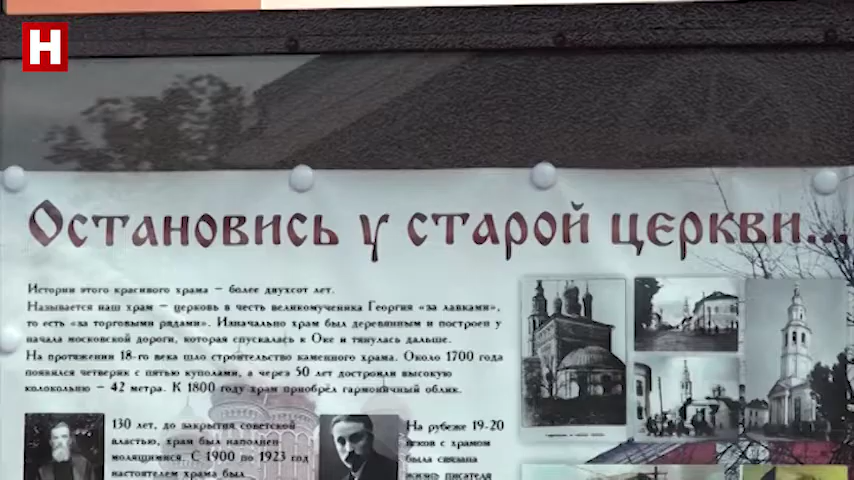 Н
Остановись у старой церкви...
Истории этого красивого храма – более двухсот лет.
Называется наш храм – церковь в честь великомученика Георгия «за лавками»,
то есть «за торговыми рядами». Изначально храм был деревянным и построен у
начала московской дороги, которая спускалась к Оке и тянулась дальше.
На протяжении 18-го века шло строительство каменного храма. Около 1700 года
появился четверик с пятью куполами, а через 50 лет достроили высокую
колокольню – 42 метра. К 1800 году храм приобрёл гармоничный облик.
130 лет, до закрытия советской
властью, храм был наполнен
молящимися. С 1900 по 1923 год
настоятелем храма был
На рубеже 19-20
веков с храмом
была связана
жизнь писателя